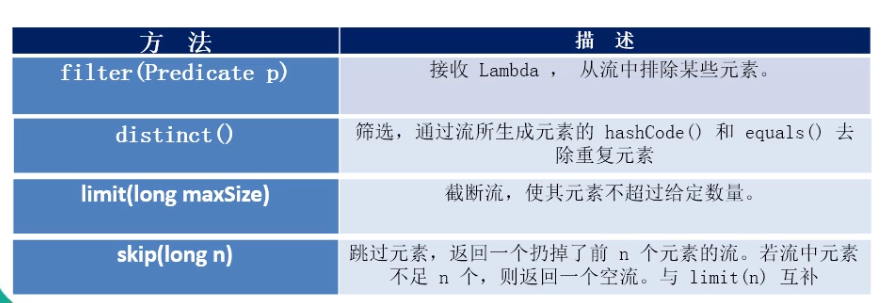 方 法
描 述
filter(Predicate p)
接收 Lambda ， 从流中排除某些元素。
distinct()
筛选，通过流所生成元素的 hashCode() 和 equals() 去
除重复元素
limit(long maxSize)
截断流，使其元素不超过给定数量。
skip(long n)
跳过元素，返回一个扔掉了前 n 个元素的流。若流中元素
不足 n 个，则返回一个空流。与 limit(n) 互补